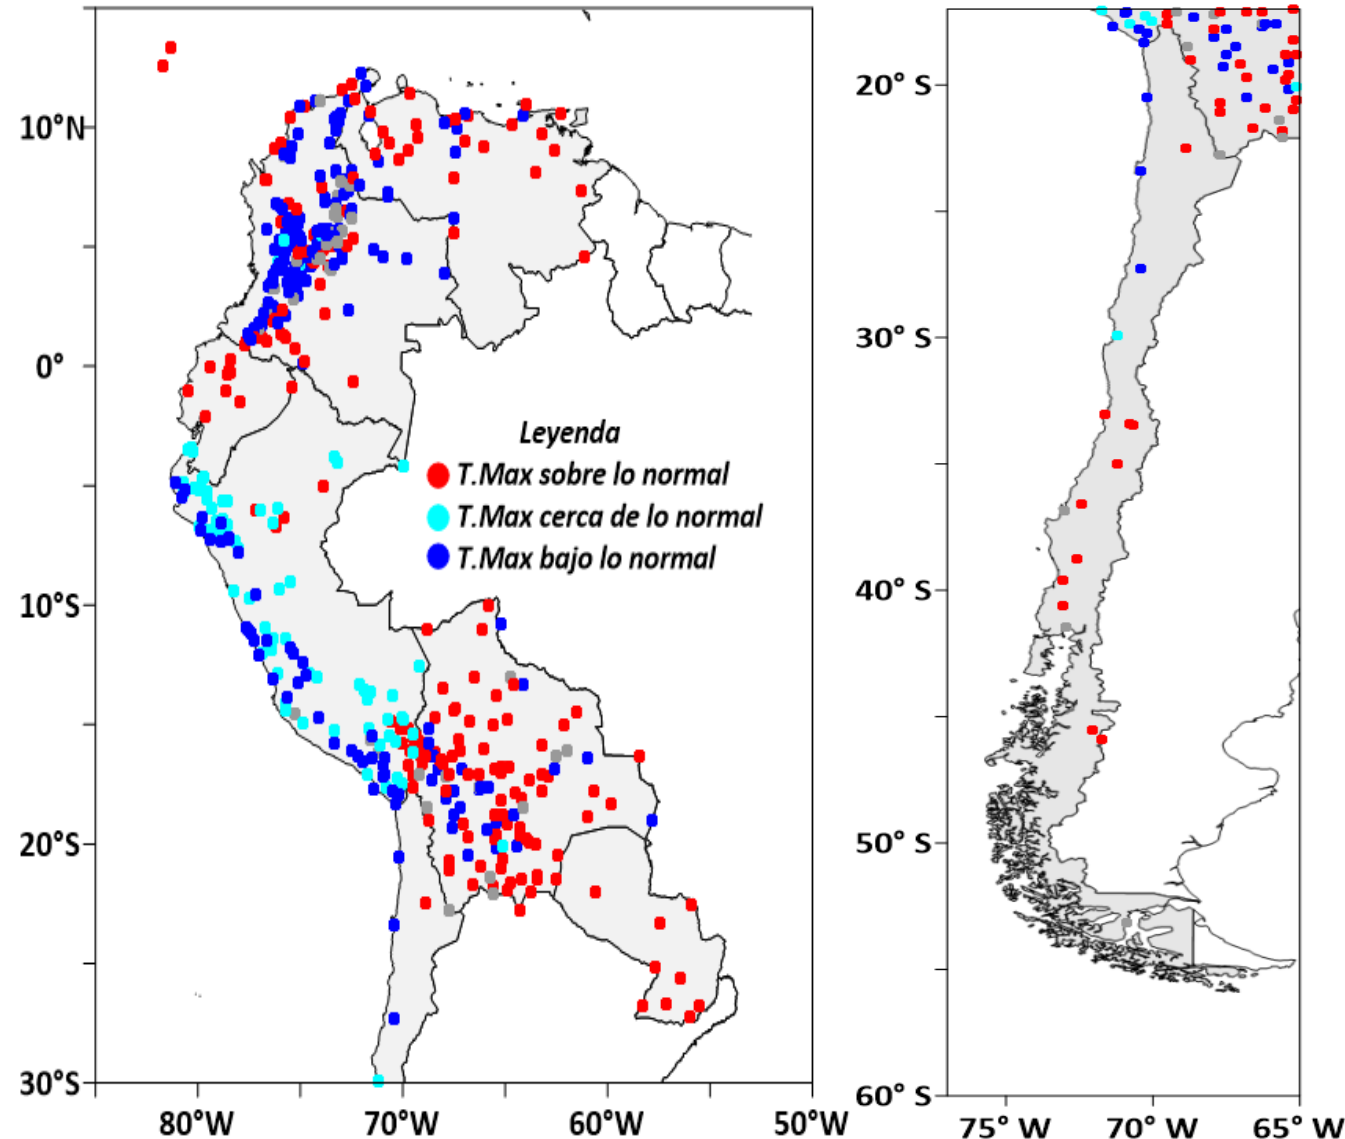 10°N
0°
10°S
20°S
30°S
80°W
70°W
60°W
50°W
Leyenda
T.Max sobre lo normal
T.Max cerca de lo normal
T.Max bajo lo normal
20° S
30° S
40° S
50° S
60° S
75° W
70° W
65° W